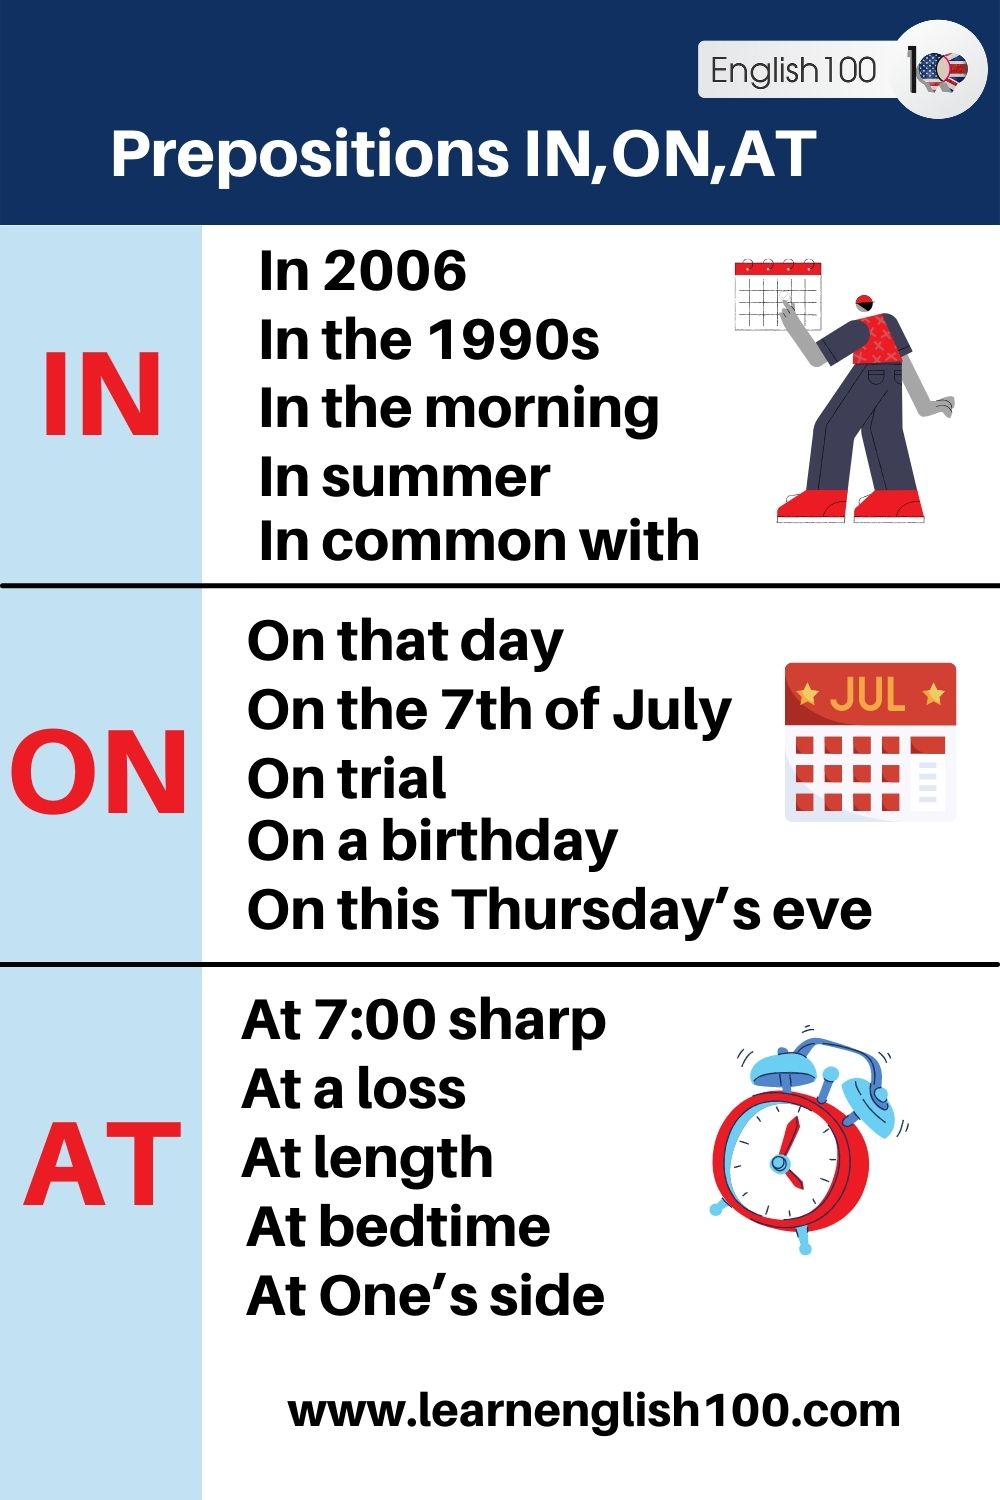 English100
Prepositions IN,ON,AT
IN
In 2006
In the 1990s
In the morning
In summer
In common with
ON
On that day
On the 7th of July
On trial
On a birthday
On this Thursday’s eve
JUL
AT
At 7:00 sharp
At a loss
At length
At bedtime
At One’s side
www.learnenglish100.com